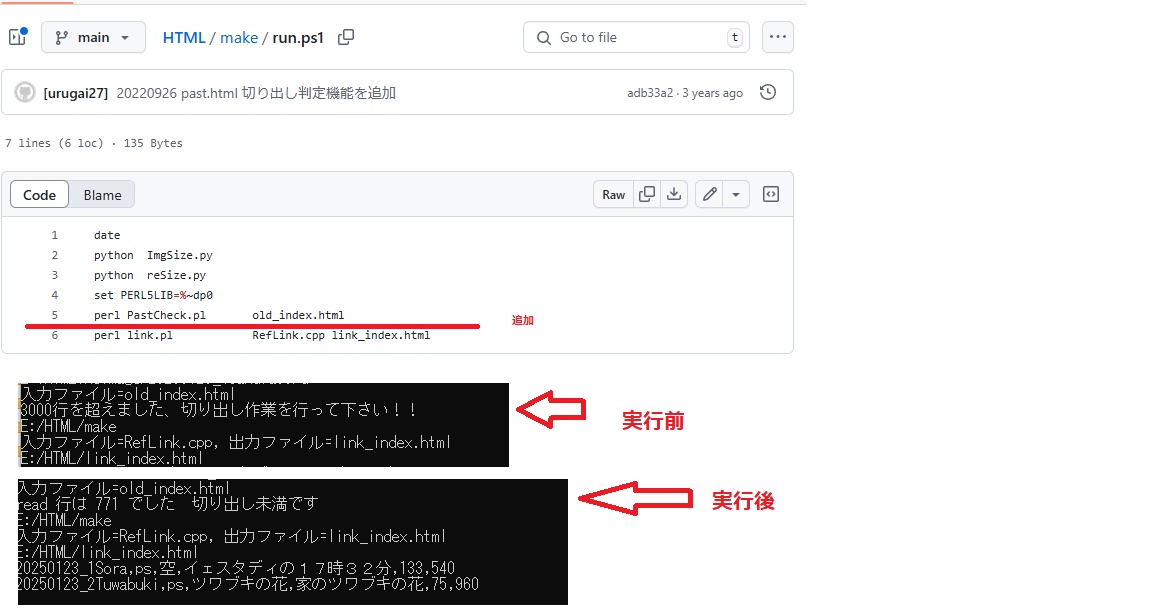 main
HTML / make / run.ps1
Go to file
t
[urugai27] 20220926 past.html 切り出し判定機能を追加
adb33a2 · 3 years ago
7 lines (6 loc) · 135 Bytes
Code
Blame
Raw
1 date
2 python  ImgSize.py
3 python  reSize.py
4 set PERL5LIB=%~dp0
5 perl PastCheck.pl       old_index.html
追加
6 perl link.pl            RefLink.cpp link_index.html
入力ファイル=old_index.html
3000行を超えました、切り出し作業を行って下さい！！
E:/HTML/make
入力ファイル=RefLink.cpp, 出力ファイル=link_index.html
E:/HTML/link_index.html
実行前
入力ファイル=old_index.html
read 行は 771 でした　切り出し未満です
E:/HTML/make
入力ファイル=RefLink.cpp, 出力ファイル=link_index.html
E:/HTML/link_index.html
20250123_1Sora,ps,空,イェスタディの１７時３２分,133,540
20250123_2Tuwabuki,ps,ツワブキの花,家のツワブキの花,75,960
実行後